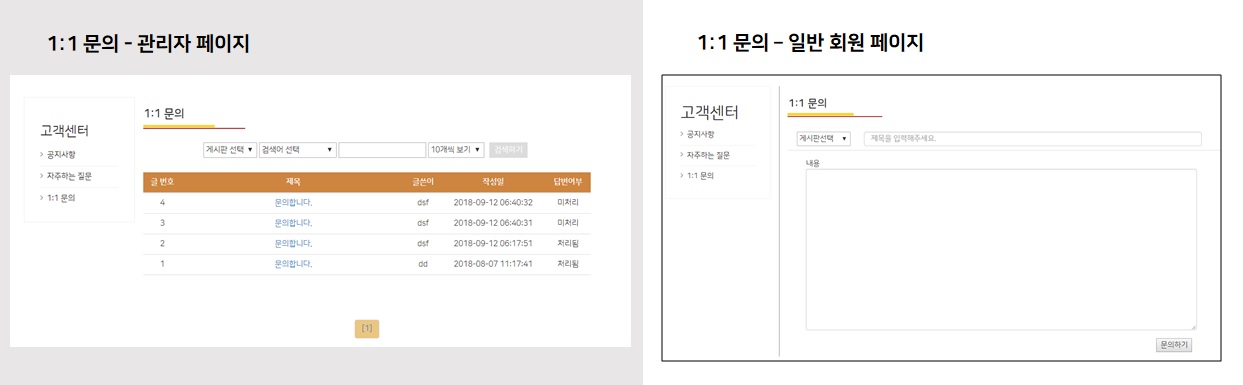 1:1 문의 - 관리자 페이지
고객센터
> 공지사항
> 자주하는 질문
> 1:1 문의
1:1 문의
게시판 선택 ▼ 검색어 선택 ▼ 10개씩 보기 ▼ 검색하기
글 번호 제목 글쓴이 작성일 답변여부
4 문의합니다. dsf 2018-09-12 06:40:32 미처리
3 문의합니다. dsf 2018-09-12 06:40:31 미처리
2 문의합니다. dsf 2018-09-12 06:17:51 처리됨
1 문의합니다. dd 2018-08-07 11:17:41 처리됨
[1]
1:1 문의 – 일반 회원 페이지
고객센터
> 공지사항
> 자주하는 질문
> 1:1 문의
1:1 문의
게시판선택 ▼ 제목을 입력해주세요.
내용
문의하기